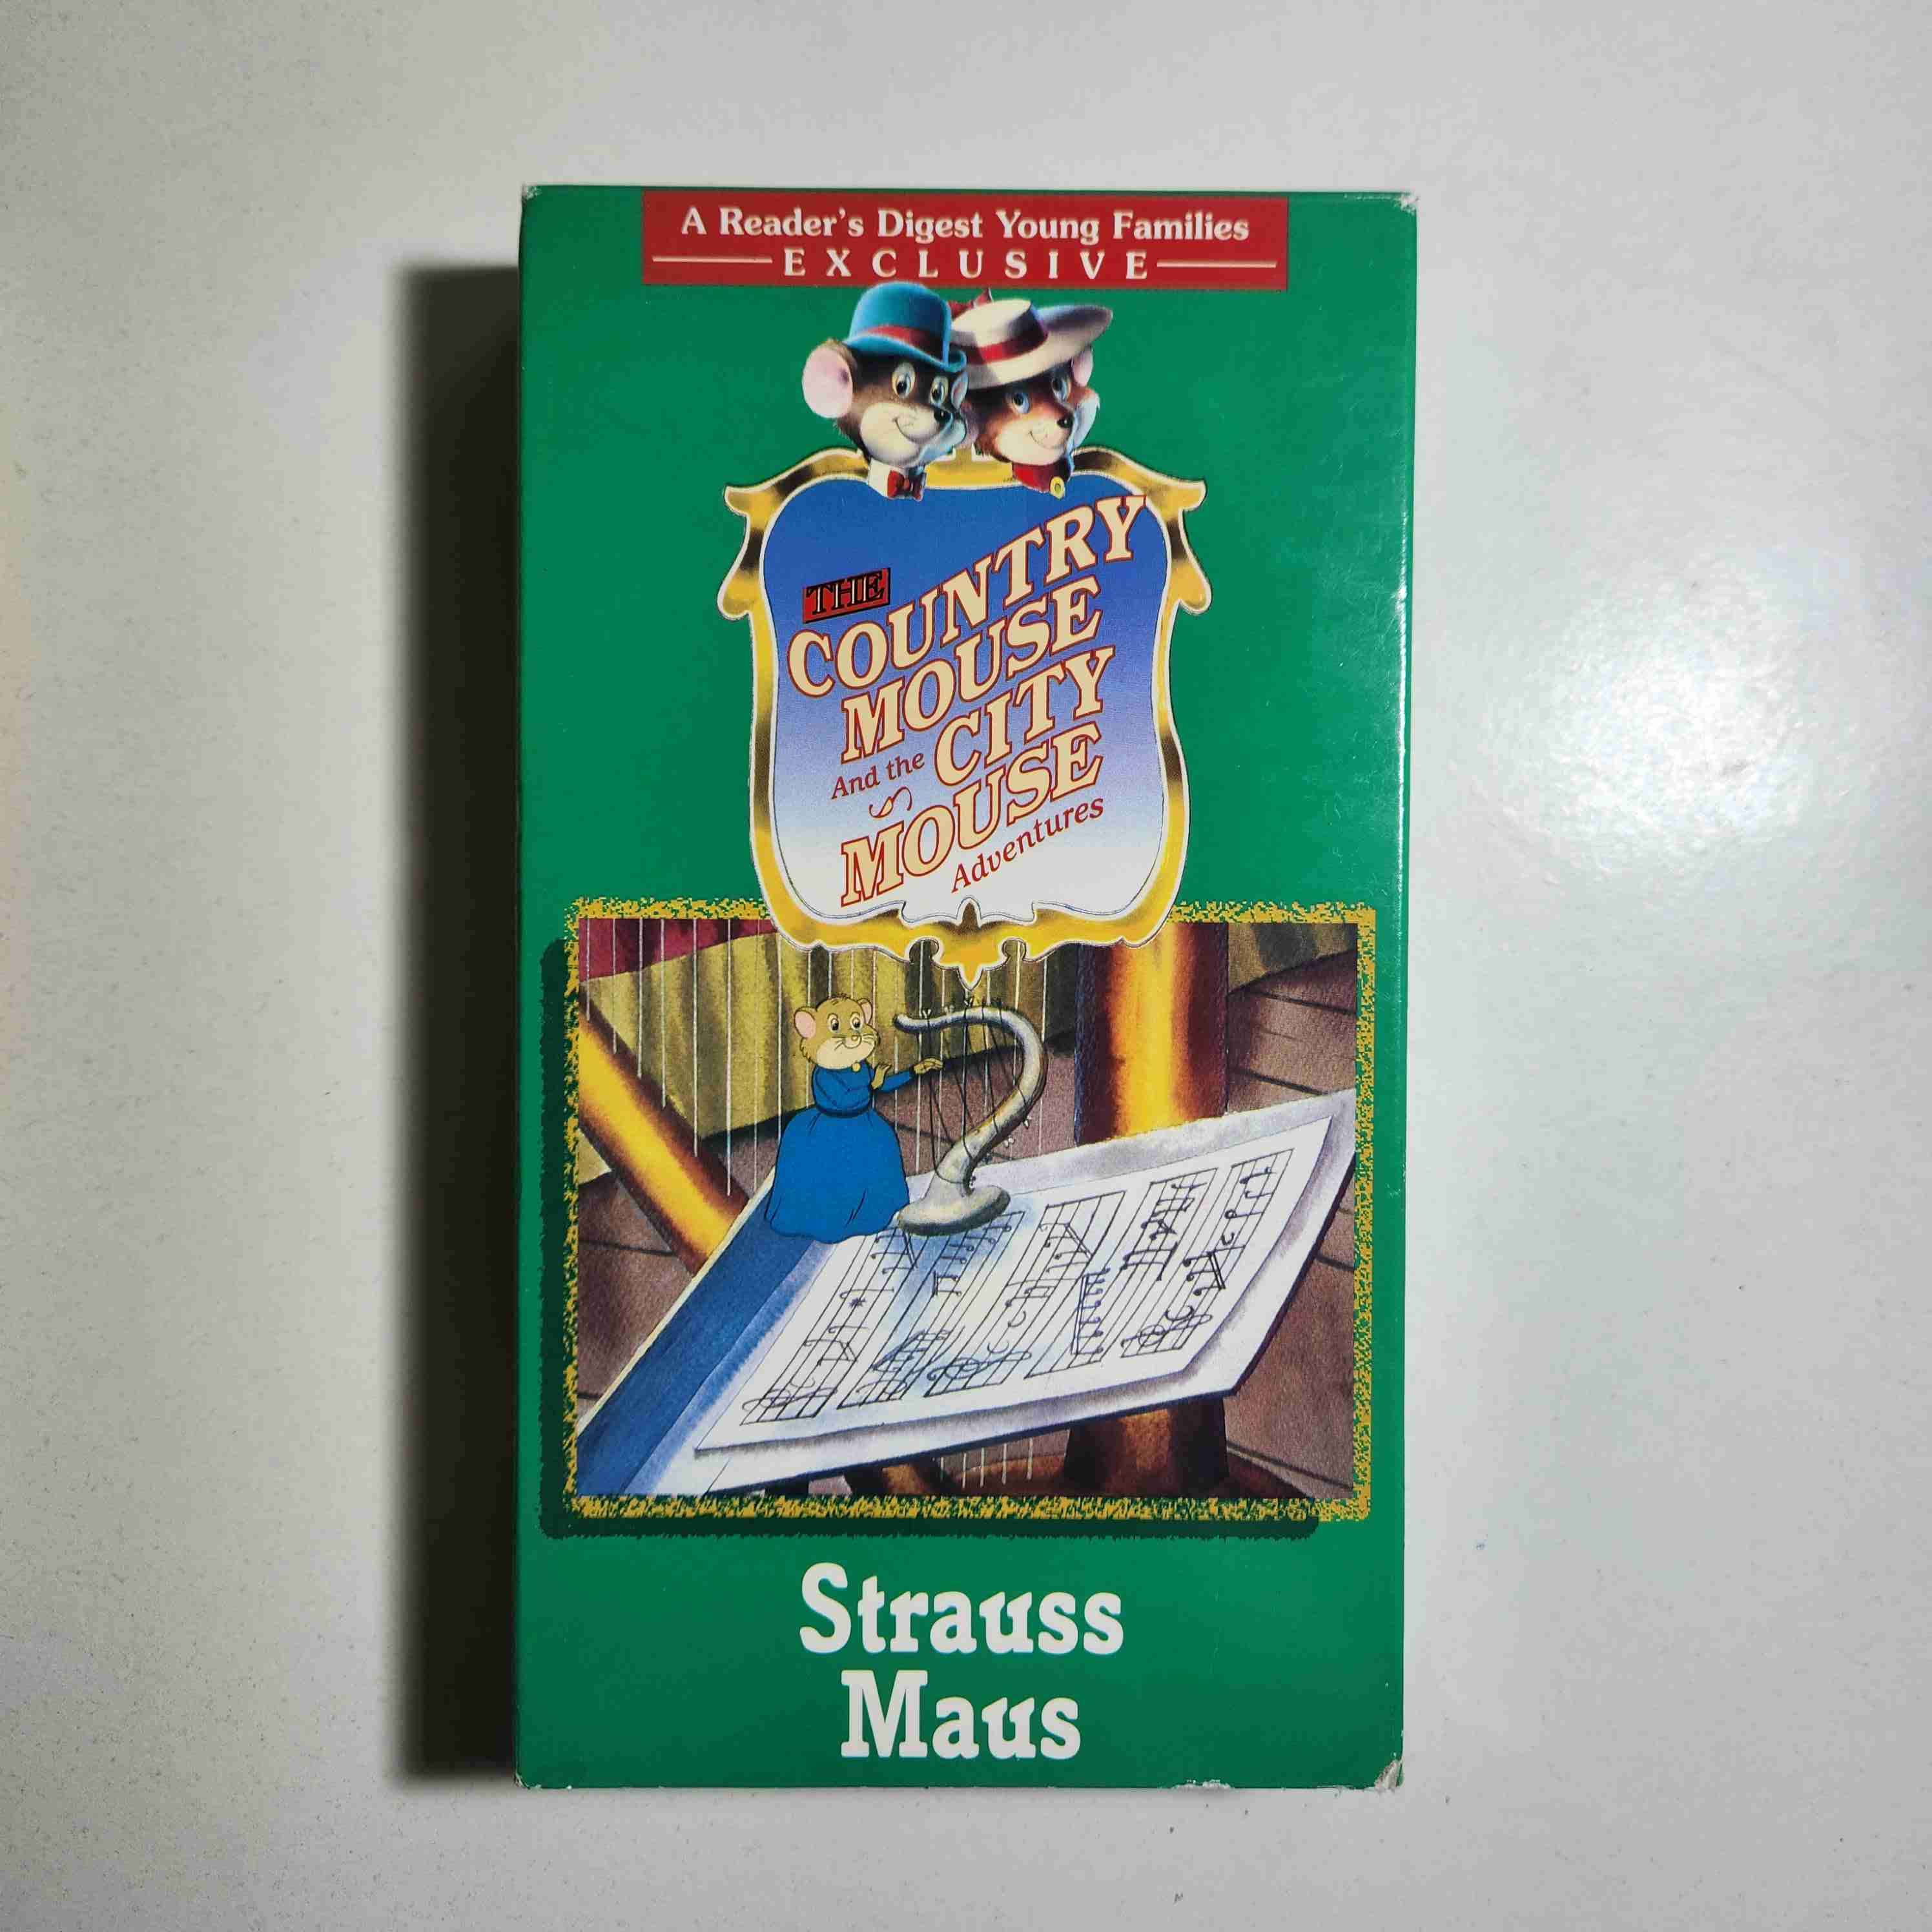 A Reader's Digest Young Families
EXCLUSIVE
THE
COUNTRY
MOUSE
And the CITY
MOUSE
Adventures
Strauss
Maus